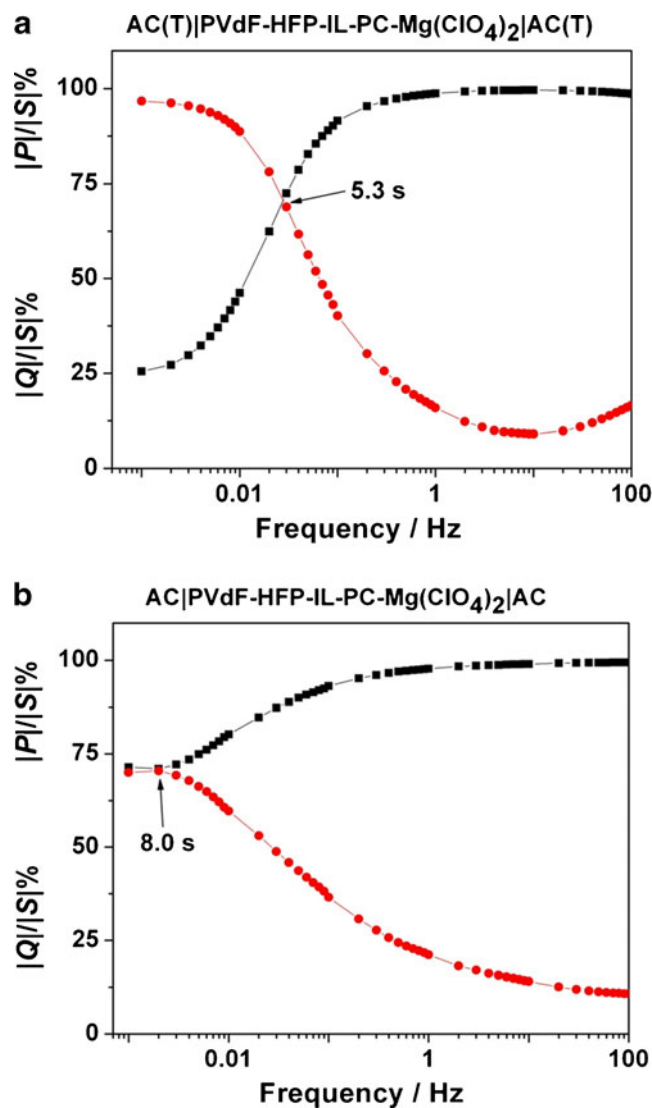 a
AC(T)|PVdF-HFP-IL-PC-Mg(ClO4)2|AC(T)
|P|/|S|%
|Q|/|S|%
100
75
50
25
0
5.3 s
0.01
1
100
Frequency / Hz
b
AC|PVdF-HFP-IL-PC-Mg(ClO4)2|AC
|P|/|S|%
|Q|/|S|%
100
75
50
25
0
8.0 s
0.01
1
100
Frequency / Hz